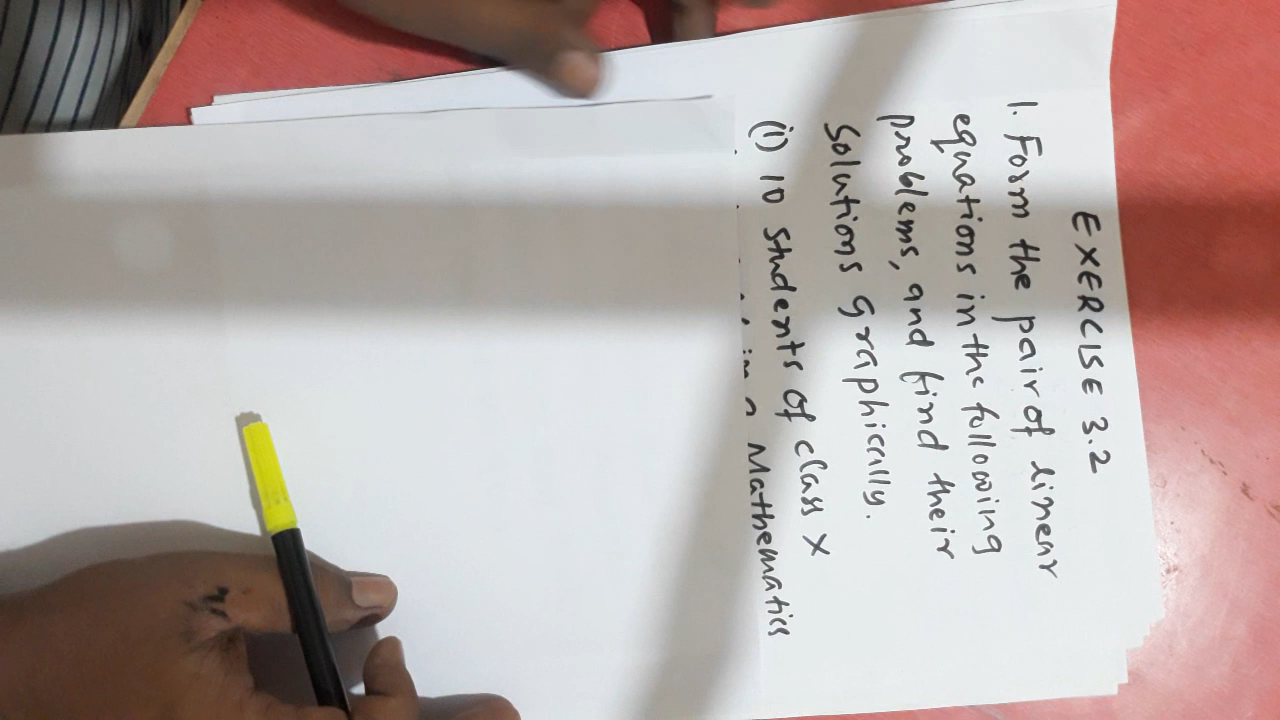 EXERCISE 3.2
1. Form the pair of linear
equations in the following
problems, and find their
Solutions graphically.
(i) 10 students of class X
in a Mathematics